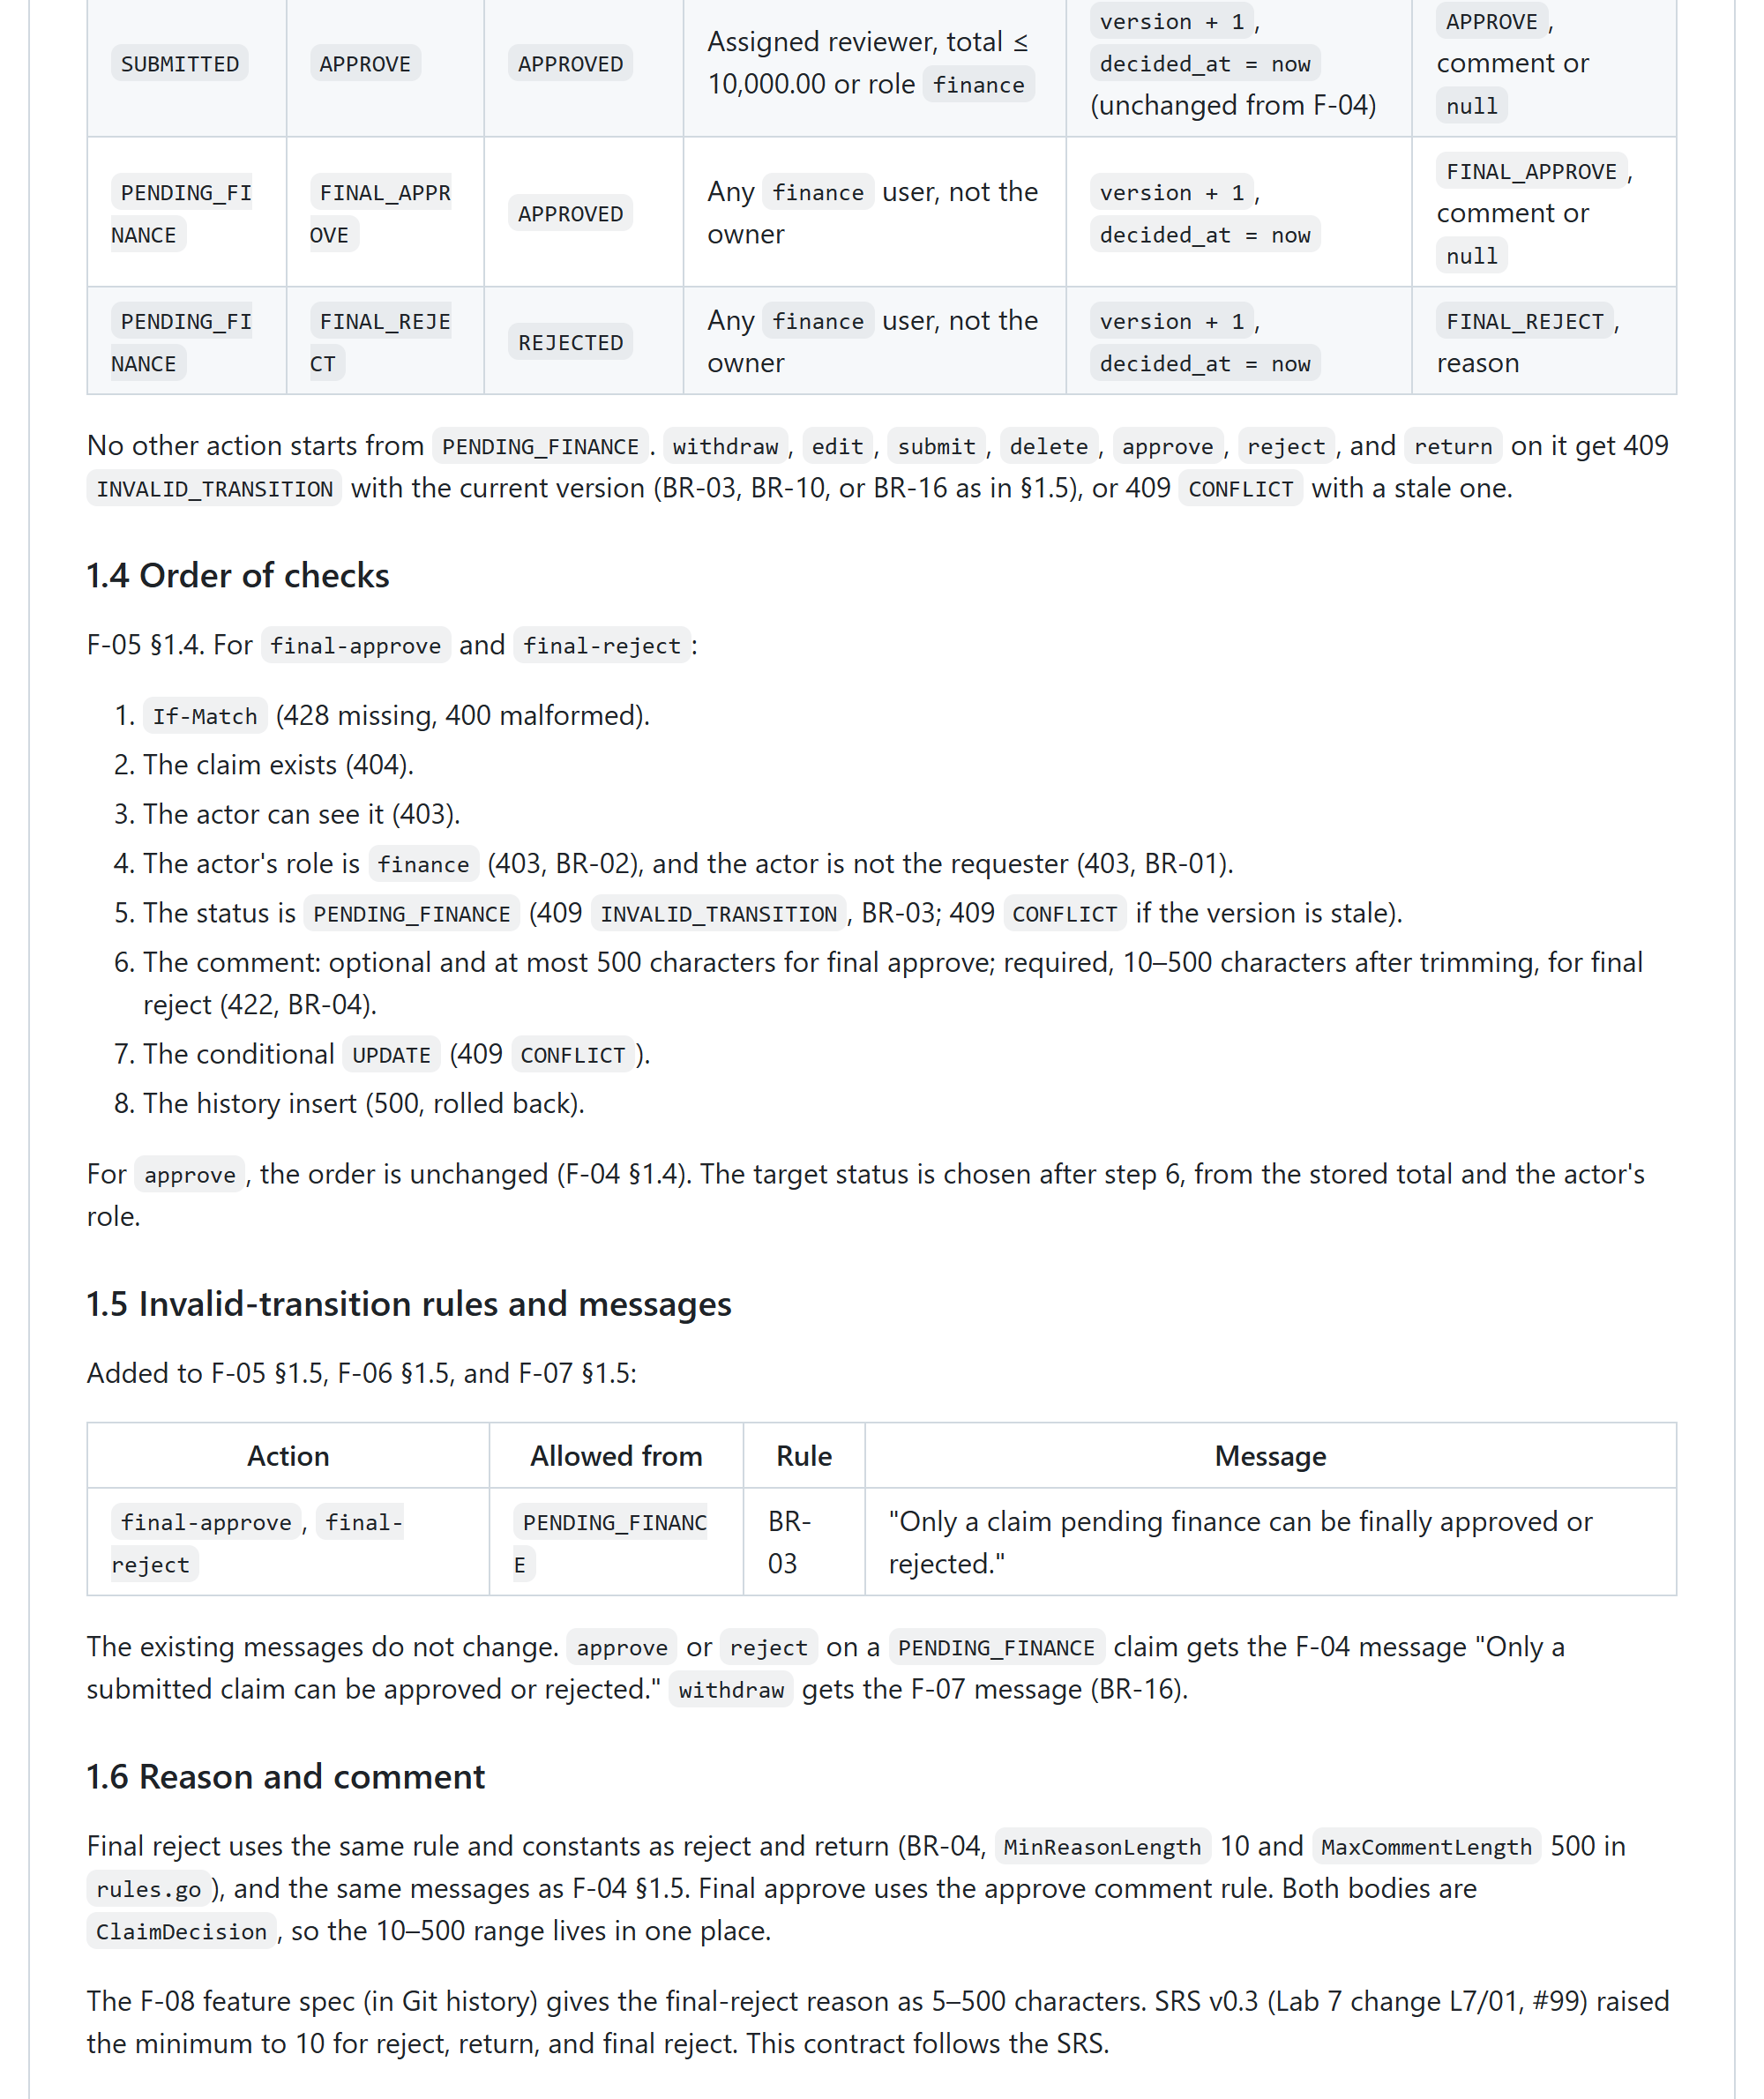 SUBMITTED APPROVE APPROVED Assigned reviewer, total ≤ 10,000.00 or role finance version + 1, decided_at = now (unchanged from F-04) APPROVE, comment or null
PENDING_FINANCE FINAL_APPROVE APPROVED Any finance user, not the owner version + 1, decided_at = now FINAL_APPROVE, comment or null
PENDING_FINANCE FINAL_REJECT REJECTED Any finance user, not the owner version + 1, decided_at = now FINAL_REJECT, reason
No other action starts from PENDING_FINANCE. withdraw, edit, submit, delete, approve, reject, and return on it get 409
INVALID_TRANSITION with the current version (BR-03, BR-10, or BR-16 as in §1.5), or 409 CONFLICT with a stale one.
1.4 Order of checks
F-05 §1.4. For final-approve and final-reject:
1. If-Match (428 missing, 400 malformed).
2. The claim exists (404).
3. The actor can see it (403).
4. The actor's role is finance (403, BR-02), and the actor is not the requester (403, BR-01).
5. The status is PENDING_FINANCE (409 INVALID_TRANSITION, BR-03; 409 CONFLICT if the version is stale).
6. The comment: optional and at most 500 characters for final approve; required, 10–500 characters after trimming, for final
reject (422, BR-04).
7. The conditional UPDATE (409 CONFLICT).
8. The history insert (500, rolled back).
For approve, the order is unchanged (F-04 §1.4). The target status is chosen after step 6, from the stored total and the actor's
role.
1.5 Invalid-transition rules and messages
Added to F-05 §1.5, F-06 §1.5, and F-07 §1.5:
Action Allowed from Rule Message
final-approve, final-reject PENDING_FINANCE BR-03 "Only a claim pending finance can be finally approved or rejected."
The existing messages do not change. approve or reject on a PENDING_FINANCE claim gets the F-04 message "Only a
submitted claim can be approved or rejected." withdraw gets the F-07 message (BR-16).
1.6 Reason and comment
Final reject uses the same rule and constants as reject and return (BR-04, MinReasonLength 10 and MaxCommentLength 500 in
rules.go), and the same messages as F-04 §1.5. Final approve uses the approve comment rule. Both bodies are
ClaimDecision, so the 10–500 range lives in one place.
The F-08 feature spec (in Git history) gives the final-reject reason as 5–500 characters. SRS v0.3 (Lab 7 change L7/01, #99) raised
the minimum to 10 for reject, return, and final reject. This contract follows the SRS.